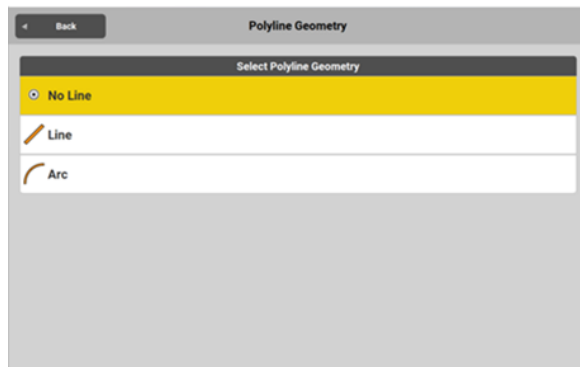 Back
Polyline Geometry
Select Polyline Geometry
No Line
Line
Arc